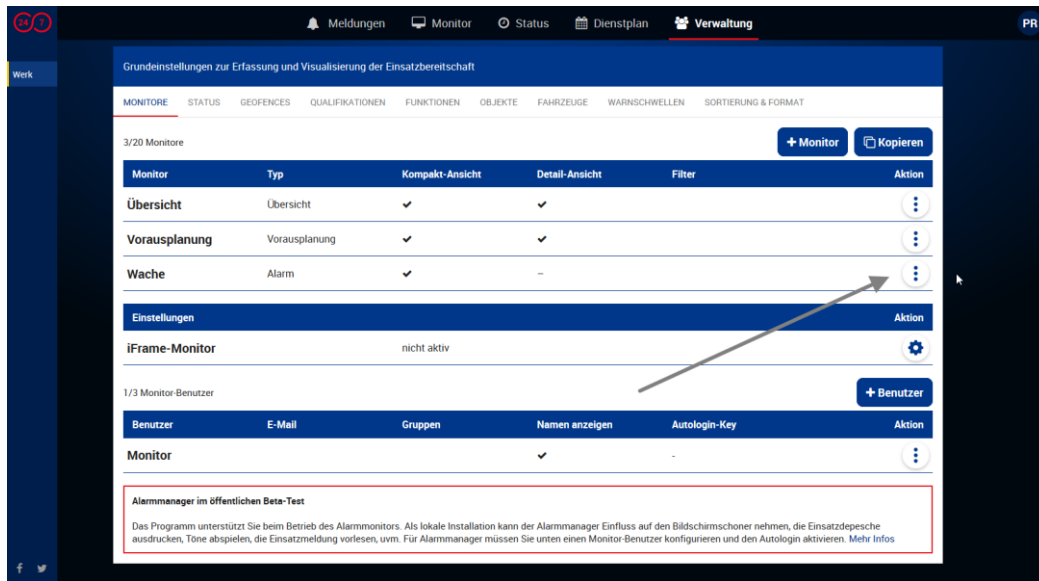 24 7
Meldungen Monitor Status Dienstplan Verwaltung PR
Werk
Grundeinstellungen zur Erfassung und Visualisierung der Einsatzbereitschaft
MONITORE STATUS GEOFENCES QUALIFIKATIONEN FUNKTIONEN OBJEKTE FAHRZEUGE WARNSCHWELLEN SORTIERUNG & FORMAT
3/20 Monitore + Monitor Kopieren
Monitor Typ Kompakt-Ansicht Detail-Ansicht Filter Aktion
Übersicht Übersicht
Vorausplanung Vorausplanung
Wache Alarm –
Einstellungen Aktion
iFrame-Monitor nicht aktiv
1/3 Monitor-Benutzer + Benutzer
Benutzer E-Mail Gruppen Namen anzeigen Autologin-Key Aktion
Monitor -
Alarmmanager im öffentlichen Beta-Test
Das Programm unterstützt Sie beim Betrieb des Alarmmonitors. Als lokale Installation kann der Alarmmanager Einfluss auf den Bildschirmschoner nehmen, die Einsatzdepesche
ausdrucken, Töne abspielen, die Einsatzmeldung vorlesen, uvm. Für Alarmmanager müssen Sie unten einen Monitor-Benutzer konfigurieren und den Autologin aktivieren. Mehr Infos